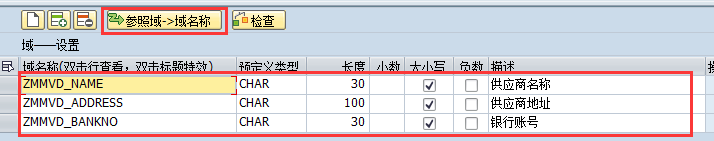 参照域->域名称 检查
域——设置
域名称(双击行查看，双击标题特效) 预定义类型 长度 小数 大小写 负数 描述
ZMMVD_NAME CHAR 30 供应商名称
ZMMVD_ADDRESS CHAR 100 供应商地址
ZMMVD_BANKNO CHAR 30 银行账号